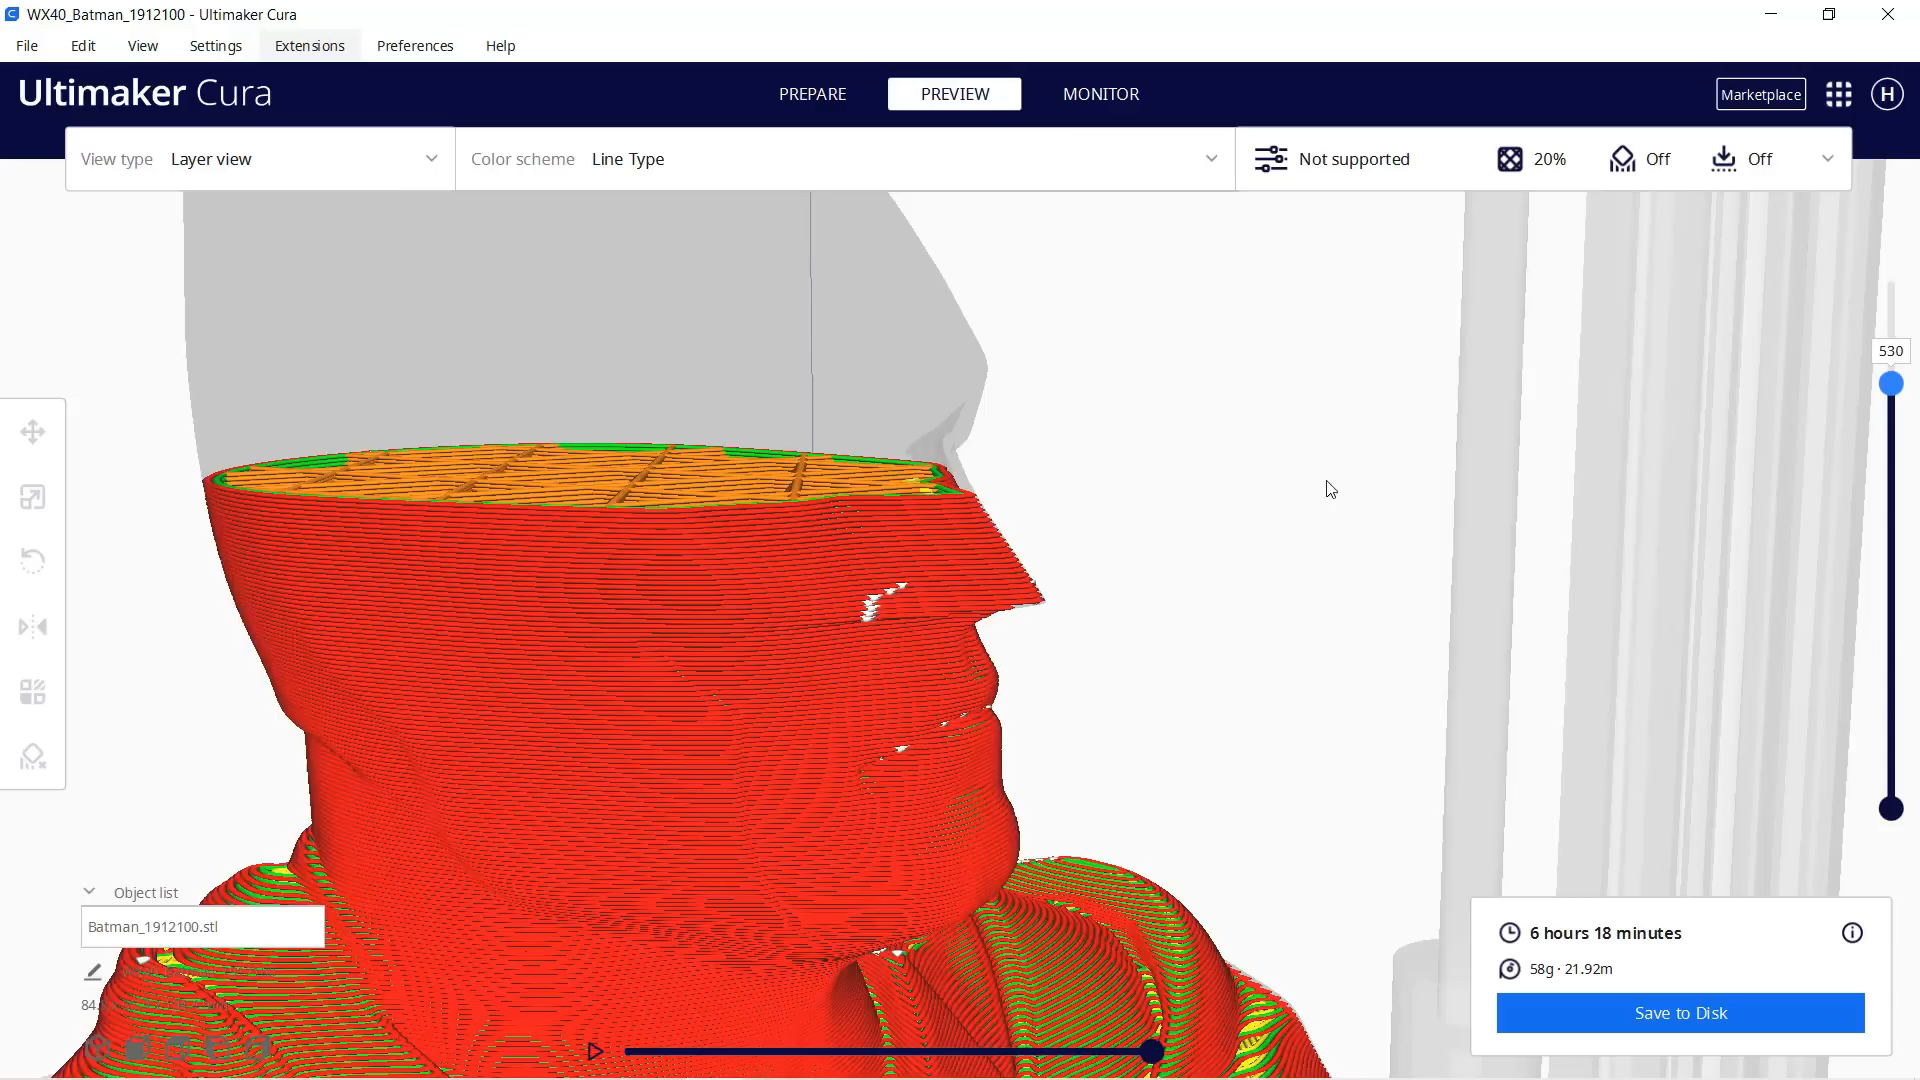 WX40_Batman_1912100 - Ultimaker Cura
File Edit View Settings Extensions Preferences Help
Ultimaker Cura
PREPARE PREVIEW MONITOR
Marketplace
H
View type Layer view
Color scheme Line Type
Not supported
20%
Off
Off
530
Object list
Batman_1912100.stl
84.
6 hours 18 minutes
58g · 21.92m
Save to Disk